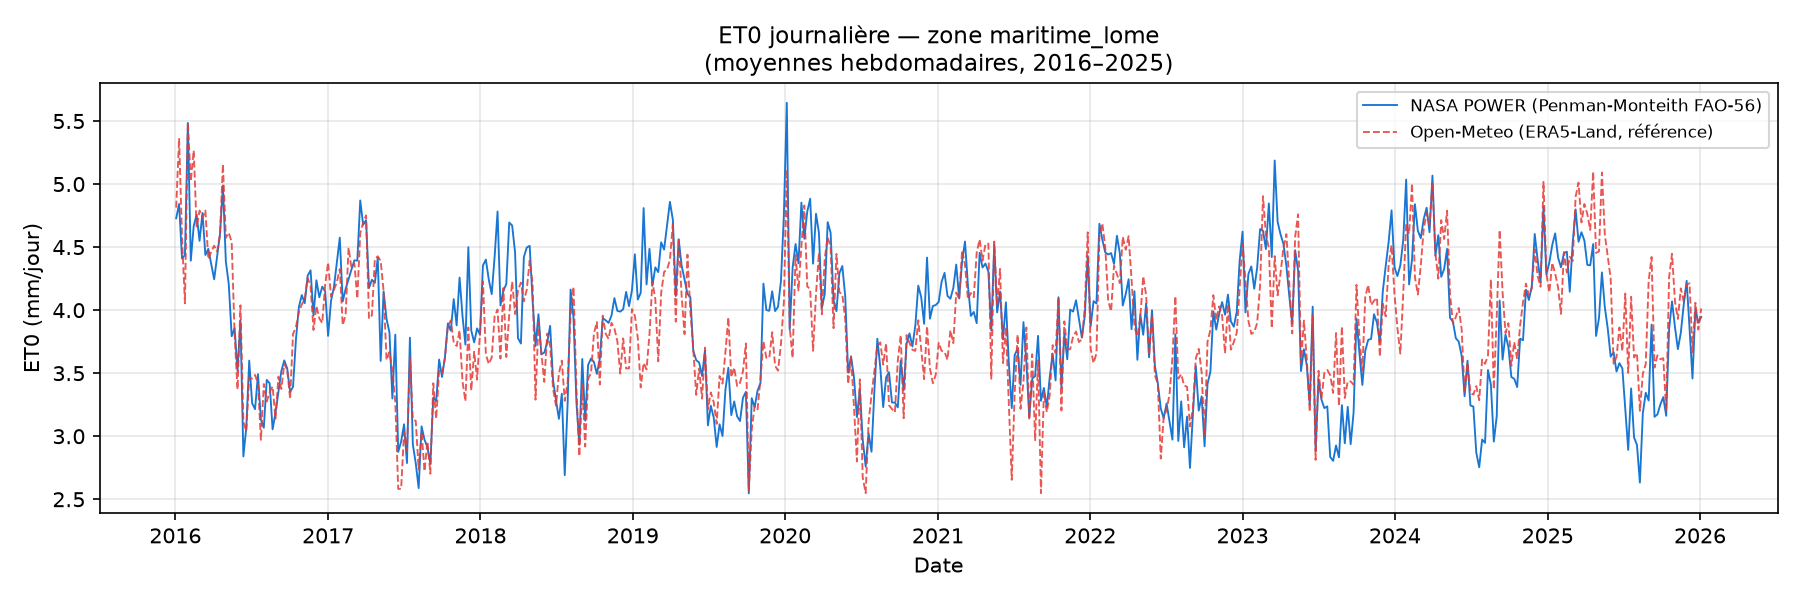 ET0 journalière — zone maritime_lome
(moyennes hebdomadaires, 2016–2025)
NASA POWER (Penman-Monteith FAO-56)
Open-Meteo (ERA5-Land, référence)
ET0 (mm/jour)
5.5
5.0
4.5
4.0
3.5
3.0
2.5
2016 2017 2018 2019 2020 2021 2022 2023 2024 2025 2026
Date